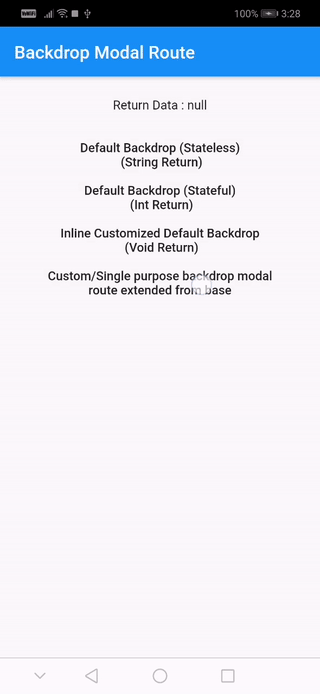 100% 3:28
Backdrop Modal Route
Return Data : null
Default Backdrop (Stateless)
(String Return)
Default Backdrop (Stateful)
(Int Return)
Inline Customized Default Backdrop
(Void Return)
Custom/Single purpose backdrop modal
route extended from base